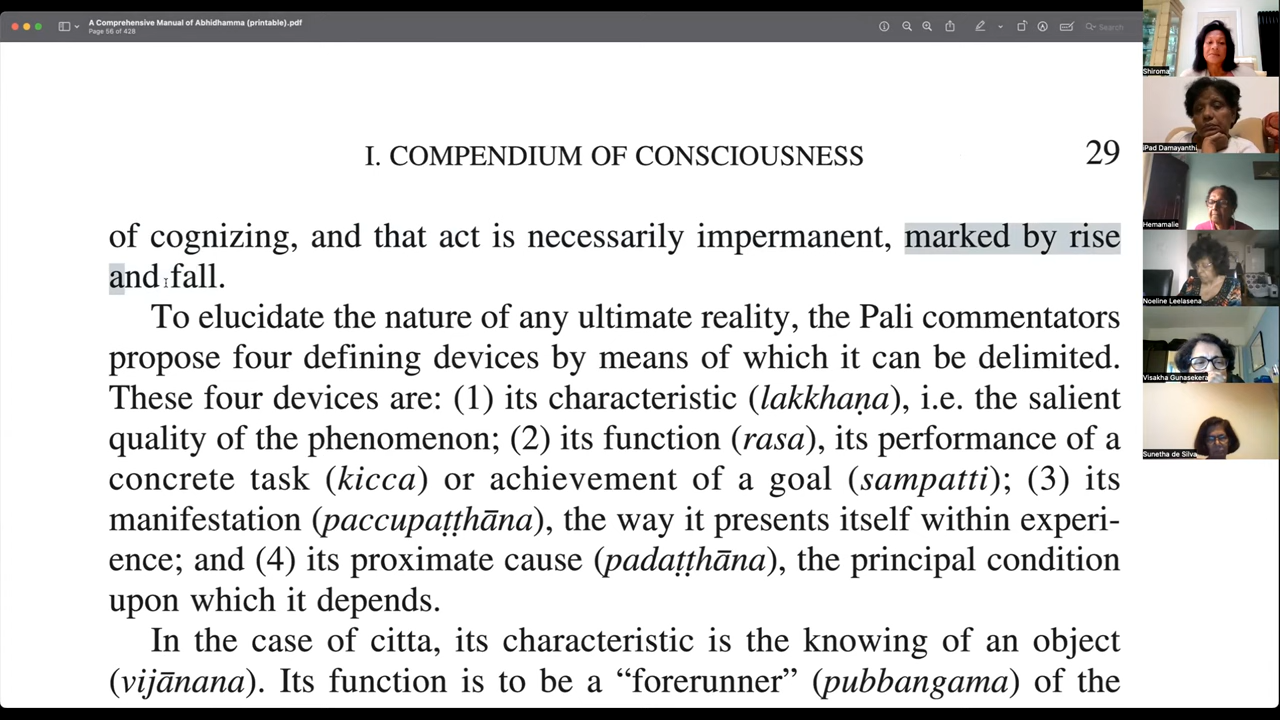 A Comprehensive Manual of Abhidhamma (printable).pdf
Page 56 of 428
Search
I. COMPENDIUM OF CONSCIOUSNESS 29
of cognizing, and that act is necessarily impermanent, marked by rise
and fall.
To elucidate the nature of any ultimate reality, the Pali commentators
propose four defining devices by means of which it can be delimited.
These four devices are: (1) its characteristic (lakkhaṇa), i.e. the salient
quality of the phenomenon; (2) its function (rasa), its performance of a
concrete task (kicca) or achievement of a goal (sampatti); (3) its
manifestation (paccupaṭṭhāna), the way it presents itself within experi-
ence; and (4) its proximate cause (padaṭṭhāna), the principal condition
upon which it depends.
In the case of citta, its characteristic is the knowing of an object
(vijānana). Its function is to be a “forerunner” (pubbangama) of the
Shiroma
iPad Damayanthi
Hemamalie
Noeline Leelasena
Visakha Gunasekera
Sunetha de Silva